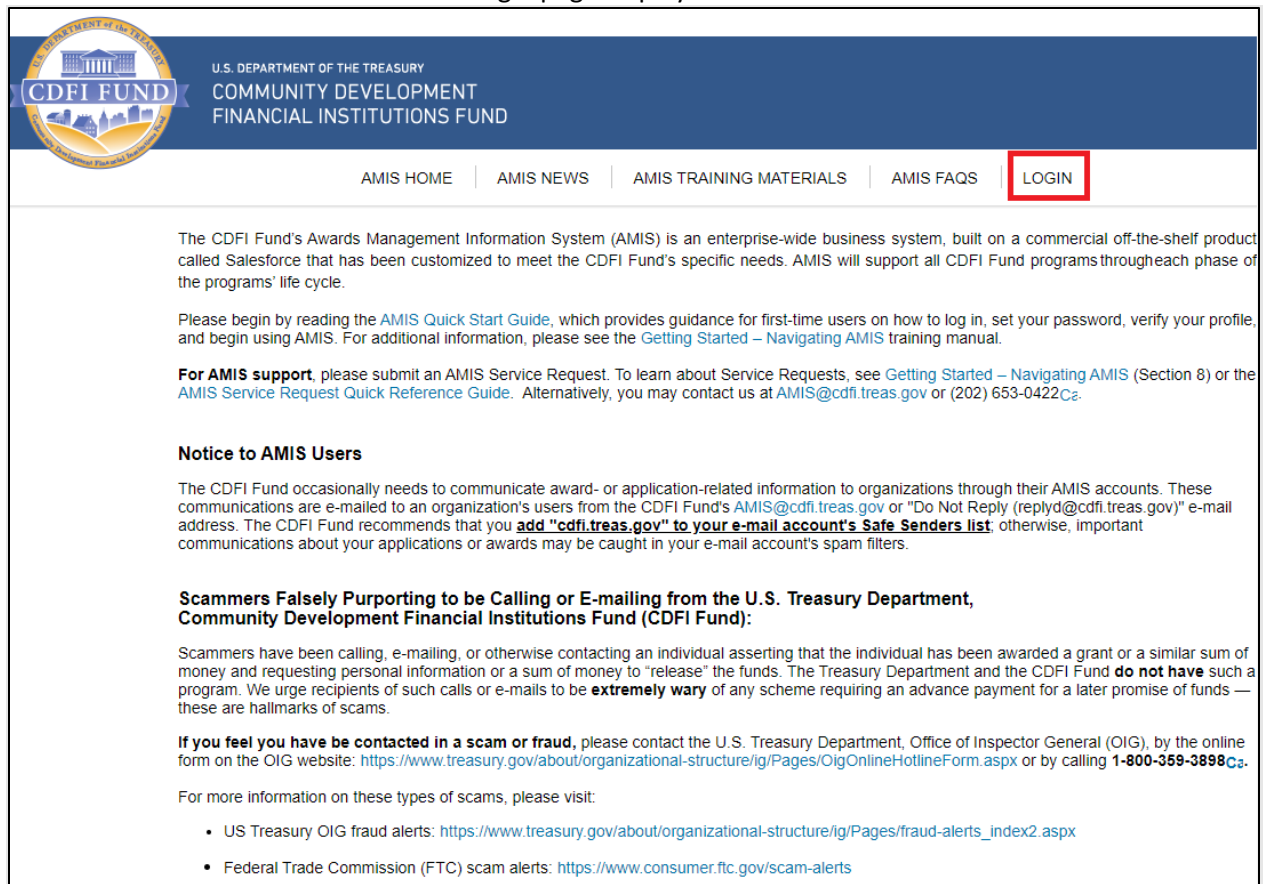 U.S. DEPARTMENT of the TREASURY
CDFI FUND
Community Development Financial Institutions Fund
U.S. DEPARTMENT OF THE TREASURY
COMMUNITY DEVELOPMENT
FINANCIAL INSTITUTIONS FUND
AMIS HOME AMIS NEWS AMIS TRAINING MATERIALS AMIS FAQS LOGIN
The CDFI Fund's Awards Management Information System (AMIS) is an enterprise-wide business system, built on a commercial off-the-shelf product
called Salesforce that has been customized to meet the CDFI Fund's specific needs. AMIS will support all CDFI Fund programs througheach phase of
the programs' life cycle.
Please begin by reading the AMIS Quick Start Guide, which provides guidance for first-time users on how to log in, set your password, verify your profile,
and begin using AMIS. For additional information, please see the Getting Started – Navigating AMIS training manual.
For AMIS support, please submit an AMIS Service Request. To learn about Service Requests, see Getting Started – Navigating AMIS (Section 8) or the
AMIS Service Request Quick Reference Guide. Alternatively, you may contact us at AMIS@cdfi.treas.gov or (202) 653-0422.
Notice to AMIS Users
The CDFI Fund occasionally needs to communicate award- or application-related information to organizations through their AMIS accounts. These
communications are e-mailed to an organization's users from the CDFI Fund's AMIS@cdfi.treas.gov or "Do Not Reply (replyd@cdfi.treas.gov)" e-mail
address. The CDFI Fund recommends that you add "cdfi.treas.gov" to your e-mail account's Safe Senders list; otherwise, important
communications about your applications or awards may be caught in your e-mail account's spam filters.
Scammers Falsely Purporting to be Calling or E-mailing from the U.S. Treasury Department,
Community Development Financial Institutions Fund (CDFI Fund):
Scammers have been calling, e-mailing, or otherwise contacting an individual asserting that the individual has been awarded a grant or a similar sum of
money and requesting personal information or a sum of money to “release” the funds. The Treasury Department and the CDFI Fund do not have such a
program. We urge recipients of such calls or e-mails to be extremely wary of any scheme requiring an advance payment for a later promise of funds —
these are hallmarks of scams.
If you feel you have be contacted in a scam or fraud, please contact the U.S. Treasury Department, Office of Inspector General (OIG), by the online
form on the OIG website: https://www.treasury.gov/about/organizational-structure/ig/Pages/OigOnlineHotlineForm.aspx or by calling 1-800-359-3898.
For more information on these types of scams, please visit:
• US Treasury OIG fraud alerts: https://www.treasury.gov/about/organizational-structure/ig/Pages/fraud-alerts_index2.aspx
• Federal Trade Commission (FTC) scam alerts: https://www.consumer.ftc.gov/scam-alerts